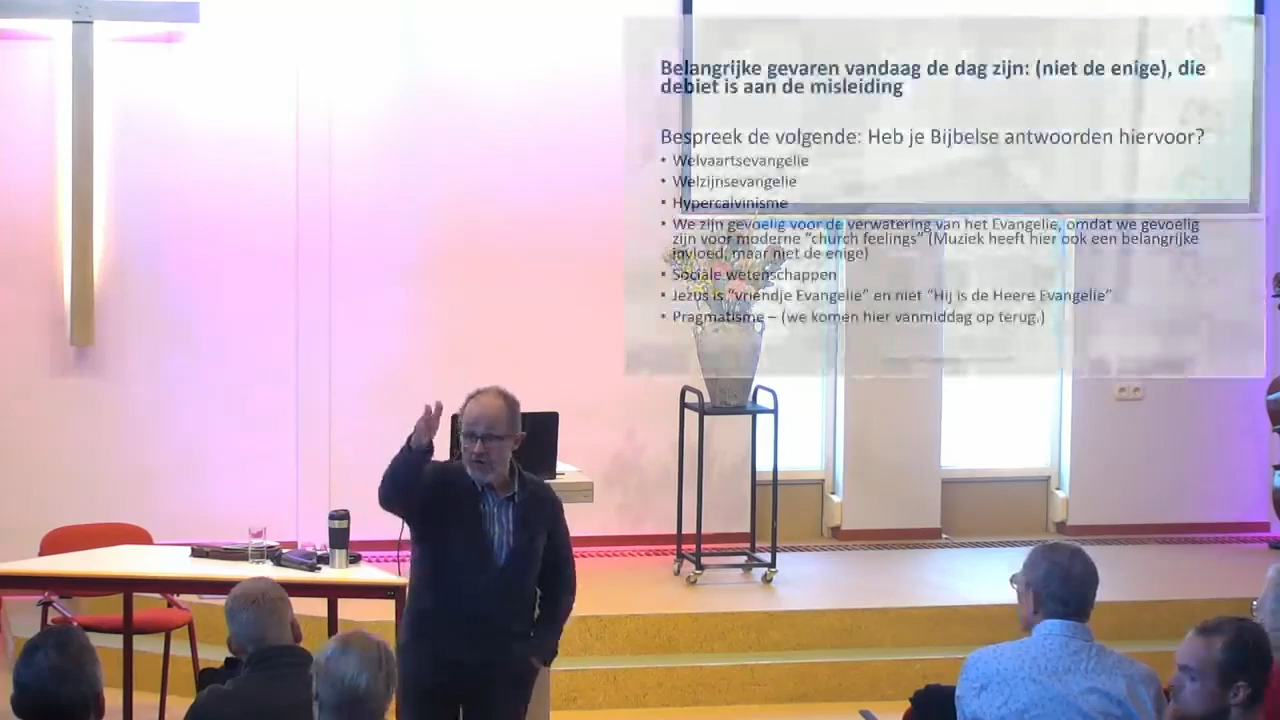 Belangrijke gevaren vandaag de dag zijn: (niet de enige), die
debiet is aan de misleiding
Bespreek de volgende: Heb je Bijbelse antwoorden hiervoor?
• Welvaartsevangelie
• Welzijnsevangelie
• Hypercalvinisme
• We zijn gevoelig voor de verwatering van het Evangelie, omdat we gevoelig
zijn voor moderne “church feelings” (Muziek heeft hier ook een belangrijke
invloed, maar niet de enige)
• Sociale wetenschappen
• Jezus is “vriendje Evangelie” en niet “Hij is de Heere Evangelie”
• Pragmatisme – (we komen hier vanmiddag op terug.)